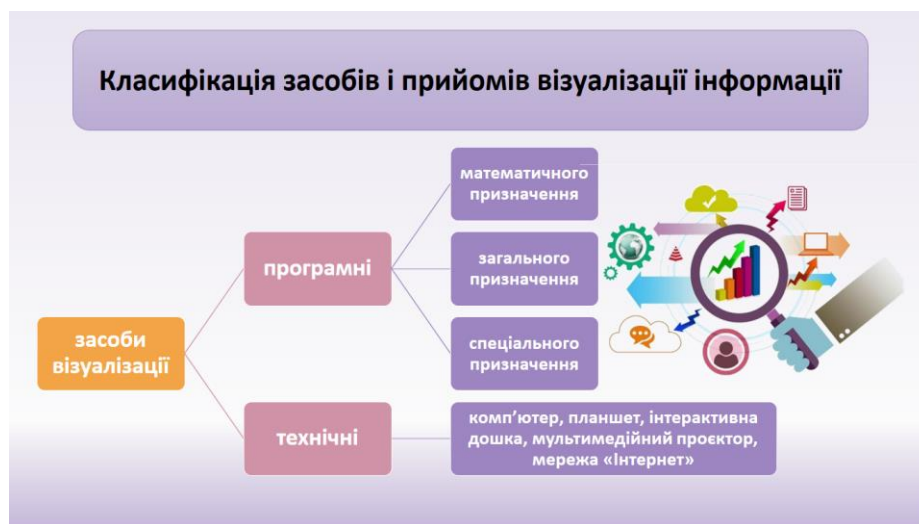 Класифікація засобів і прийомів візуалізації інформації
математичного
призначення
програмні
загального
призначення
засоби
візуалізації
спеціального
призначення
технічні
комп’ютер, планшет, інтерактивна
дошка, мультимедійний проєктор,
мережа «Інтернет»